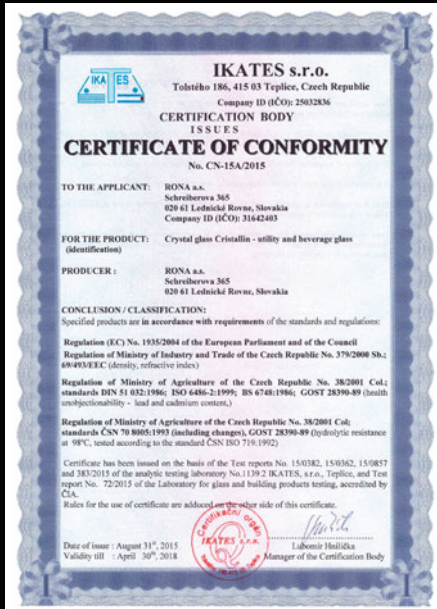 IKATES
IKATES s.r.o.
Tolstého 186, 415 03 Teplice, Czech Republic
Company ID (IČO): 25032836
CERTIFICATION BODY
ISSUES
CERTIFICATE OF CONFORMITY
No. CN-15A/2015
TO THE APPLICANT: RONA a.s.
Schreiberova 365
020 61 Lednické Rovne, Slovakia
Company ID (IČO): 31642403
FOR THE PRODUCT: Crystal glass Cristallin - utility and beverage glass
(identification)
PRODUCER : RONA a.s.
Schreiberova 365
020 61 Lednické Rovne, Slovakia
CONCLUSION / CLASSIFICATION:
Specified products are in accordance with requirements of the standards and regulations:
Regulation (EC) No. 1935/2004 of the European Parliament and of the Council
Regulation of Ministry of Industry and Trade of the Czech Republic No. 379/2000 Sb.;
69/493/EEC (density, refractive index)
Regulation of Ministry of Agriculture of the Czech Republic No. 38/2001 Col.;
standards DIN 51 032:1986; ISO 6486-2:1999; BS 6748:1986; GOST 28390-89 (health
unobjectionability - lead and cadmium content,)
Regulation of Ministry of Agriculture of the Czech Republic No. 38/2001 Col;
standards ČSN 70 8005:1993 (including changes), GOST 28390-89 (hydrolytic resistance
at 98°C, tested according to the standard ČSN ISO 719:1992)
Certificate has been issued on the basis of the Test reports No. 15/0382, 15/0362, 15/0857
and 383/2015 of the analytic testing laboratory No.1139.2 IKATES, s.r.o., Teplice, and Test
report No. 72/2015 of the Laboratory for glass and building products testing, accredited by
ČIA.
Rules for the use of certificate are adduced on the other side of this certificate.
Certifikační orgán
IKATES s.r.o.
Date of issue : August 31st, 2015
Validity till : April 30th, 2018
Lubomír Hnilička
Manager of the Certification Body